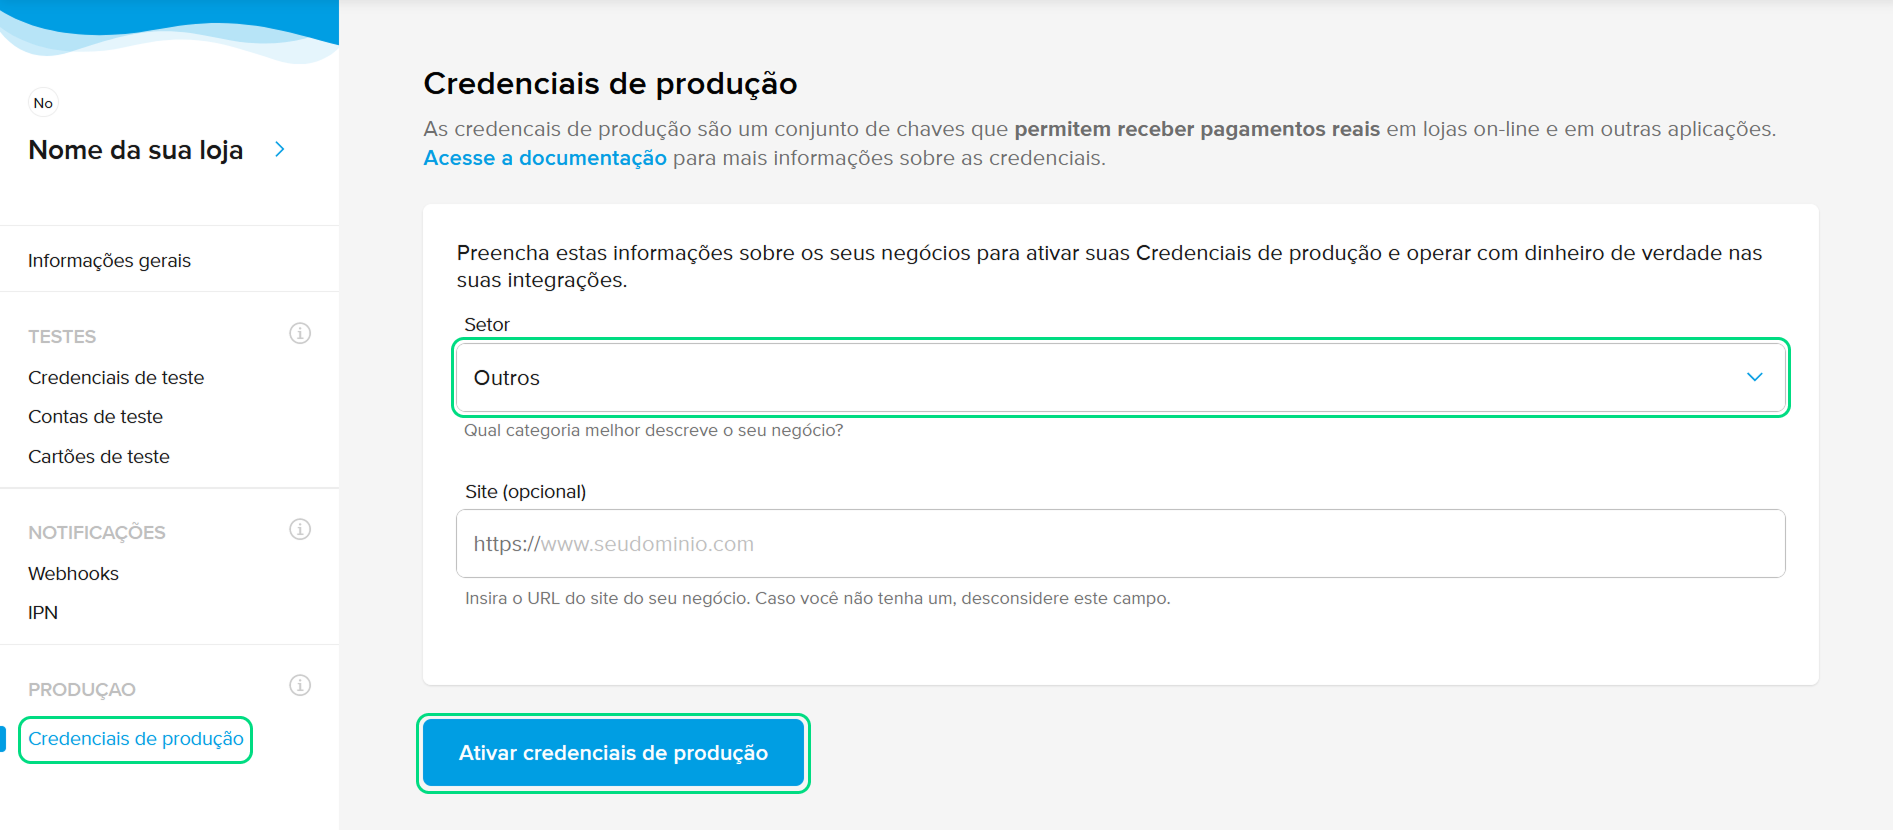 No
Nome da sua loja
Informações gerais
TESTES
Credenciais de teste
Contas de teste
Cartões de teste
NOTIFICAÇÕES
Webhooks
IPN
PRODUÇAO
Credenciais de produção
Credenciais de produção
As credencais de produção são um conjunto de chaves que permitem receber pagamentos reais em lojas on-line e em outras aplicações.
Acesse a documentação para mais informações sobre as credenciais.
Preencha estas informações sobre os seus negócios para ativar suas Credenciais de produção e operar com dinheiro de verdade nas
suas integrações.
Setor
Outros
Qual categoria melhor descreve o seu negócio?
Site (opcional)
https://www.seudominio.com
Insira o URL do site do seu negócio. Caso você não tenha um, desconsidere este campo.
Ativar credenciais de produção